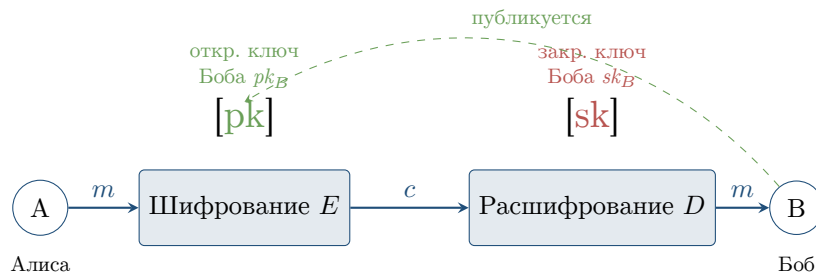 публикуется
откр. ключ
Боба pk_B
закр. ключ
Боба sk_B
[pk]
[sk]
A
m
Шифрование E
c
Расшифрование D
m
B
Алиса
Боб